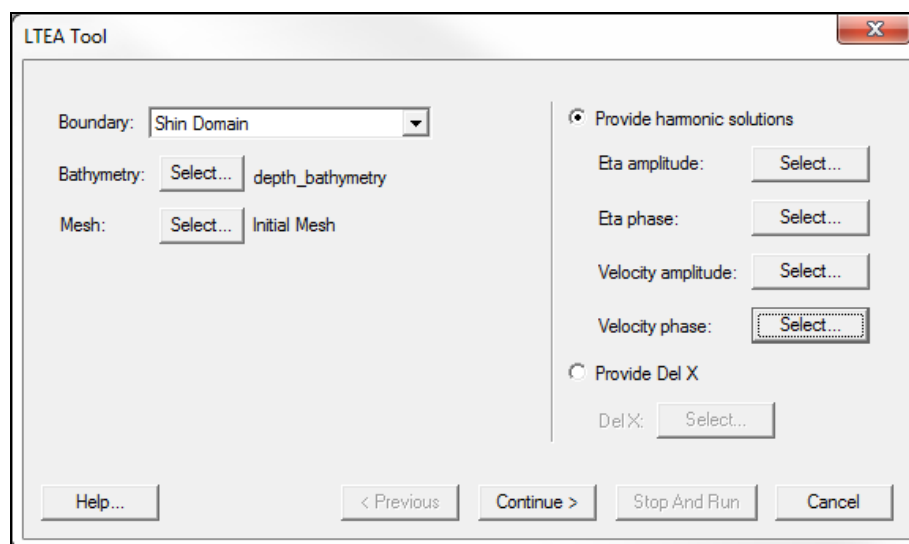 LTEA Tool
Boundary: Shin Domain
Bathymetry: Select... depth_bathymetry
Mesh: Select... Initial Mesh
Provide harmonic solutions
Eta amplitude: Select...
Eta phase: Select...
Velocity amplitude: Select...
Velocity phase: Select...
Provide Del X
Del X: Select...
Help... < Previous Continue > Stop And Run Cancel